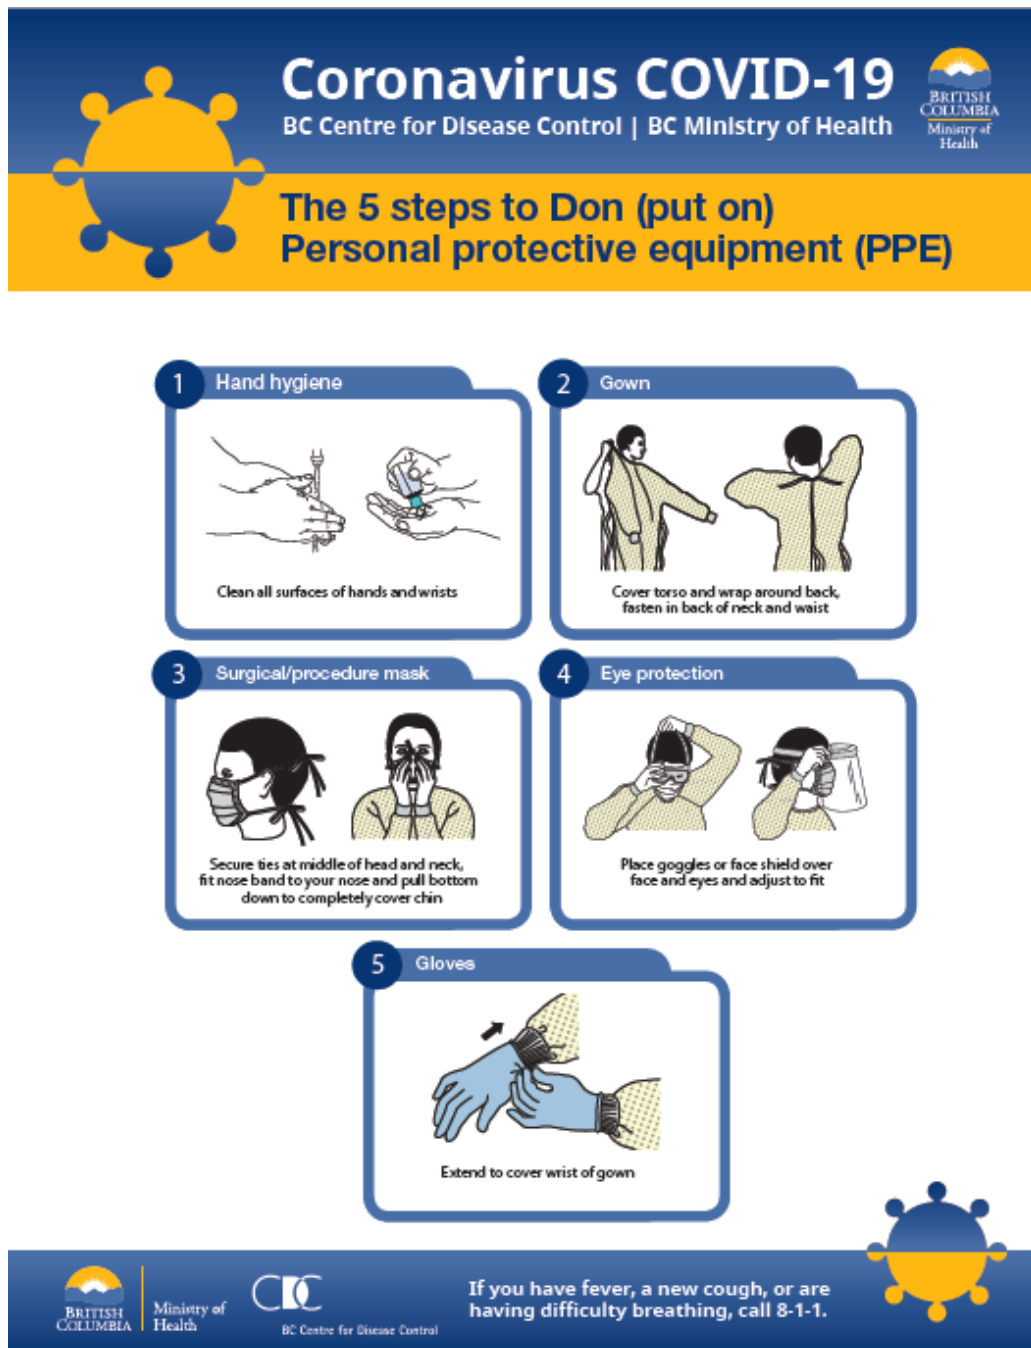 Coronavirus COVID-19
BC Centre for Disease Control | BC Ministry of Health
BRITISH
COLUMBIA
Ministry of
Health
The 5 steps to Don (put on)
Personal protective equipment (PPE)
1 Hand hygiene
Clean all surfaces of hands and wrists
2 Gown
Cover torso and wrap around back,
fasten in back of neck and waist
3 Surgical/procedure mask
Secure ties at middle of head and neck,
fit nose band to your nose and pull bottom
down to completely cover chin
4 Eye protection
Place goggles or face shield over
face and eyes and adjust to fit
5 Gloves
Extend to cover wrist of gown
BRITISH
COLUMBIA
Ministry of
Health
CDC
BC Centre for Disease Control
If you have fever, a new cough, or are
having difficulty breathing, call 8-1-1.